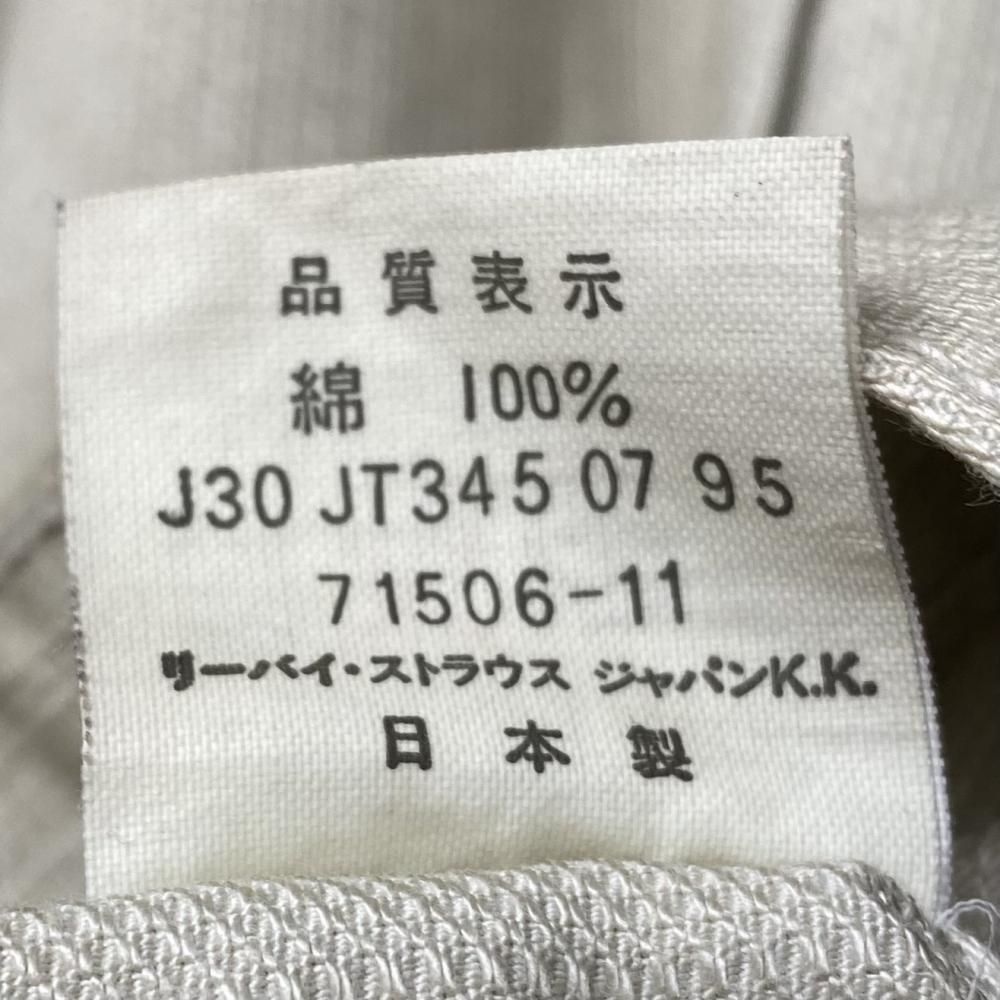 品質表示
綿 100%
J30 JT345 07 95
71506-11
リーバイ・ストラウス ジャパンK.K.
日本製